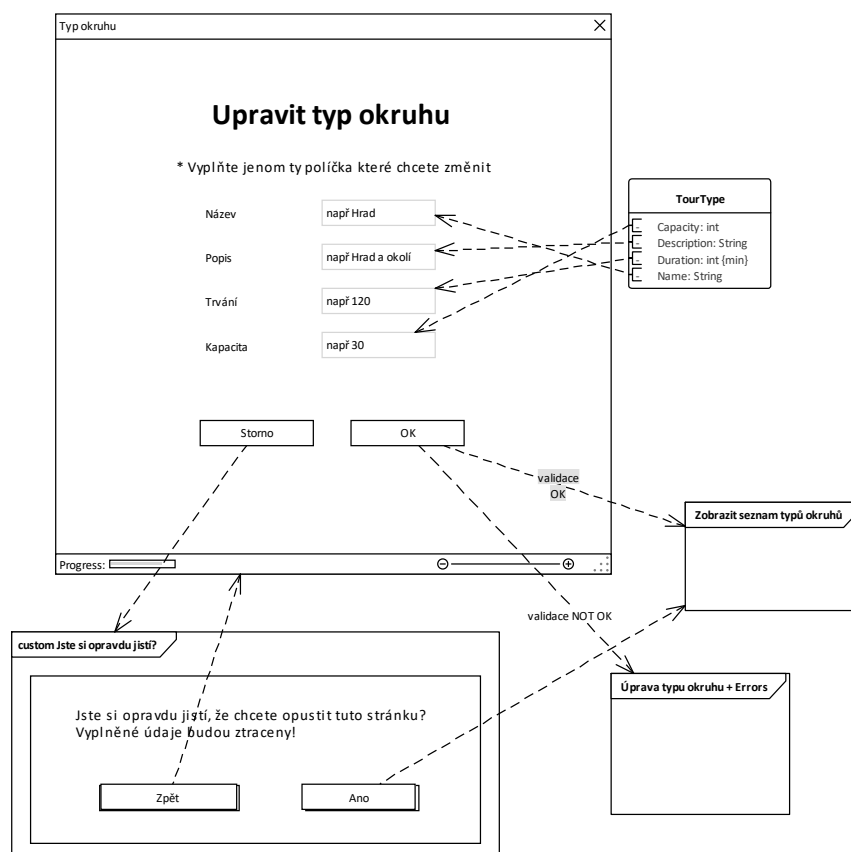 Typ okruhu
Upravit typ okruhu
* Vyplňte jenom ty políčka které chcete změnit
Název
např Hrad
Popis
např Hrad a okolí
Trvání
např 120
Kapacita
např 30
TourType
- Capacity: int
- Description: String
- Duration: int {min}
- Name: String
Storno
OK
validace
OK
Zobrazit seznam typů okruhů
Progress:
validace NOT OK
custom Jste si opravdu jistí?
Úprava typu okruhu + Errors
Jste si opravdu jistí, že chcete opustit tuto stránku?
Vyplněné údaje budou ztraceny!
Zpět
Ano